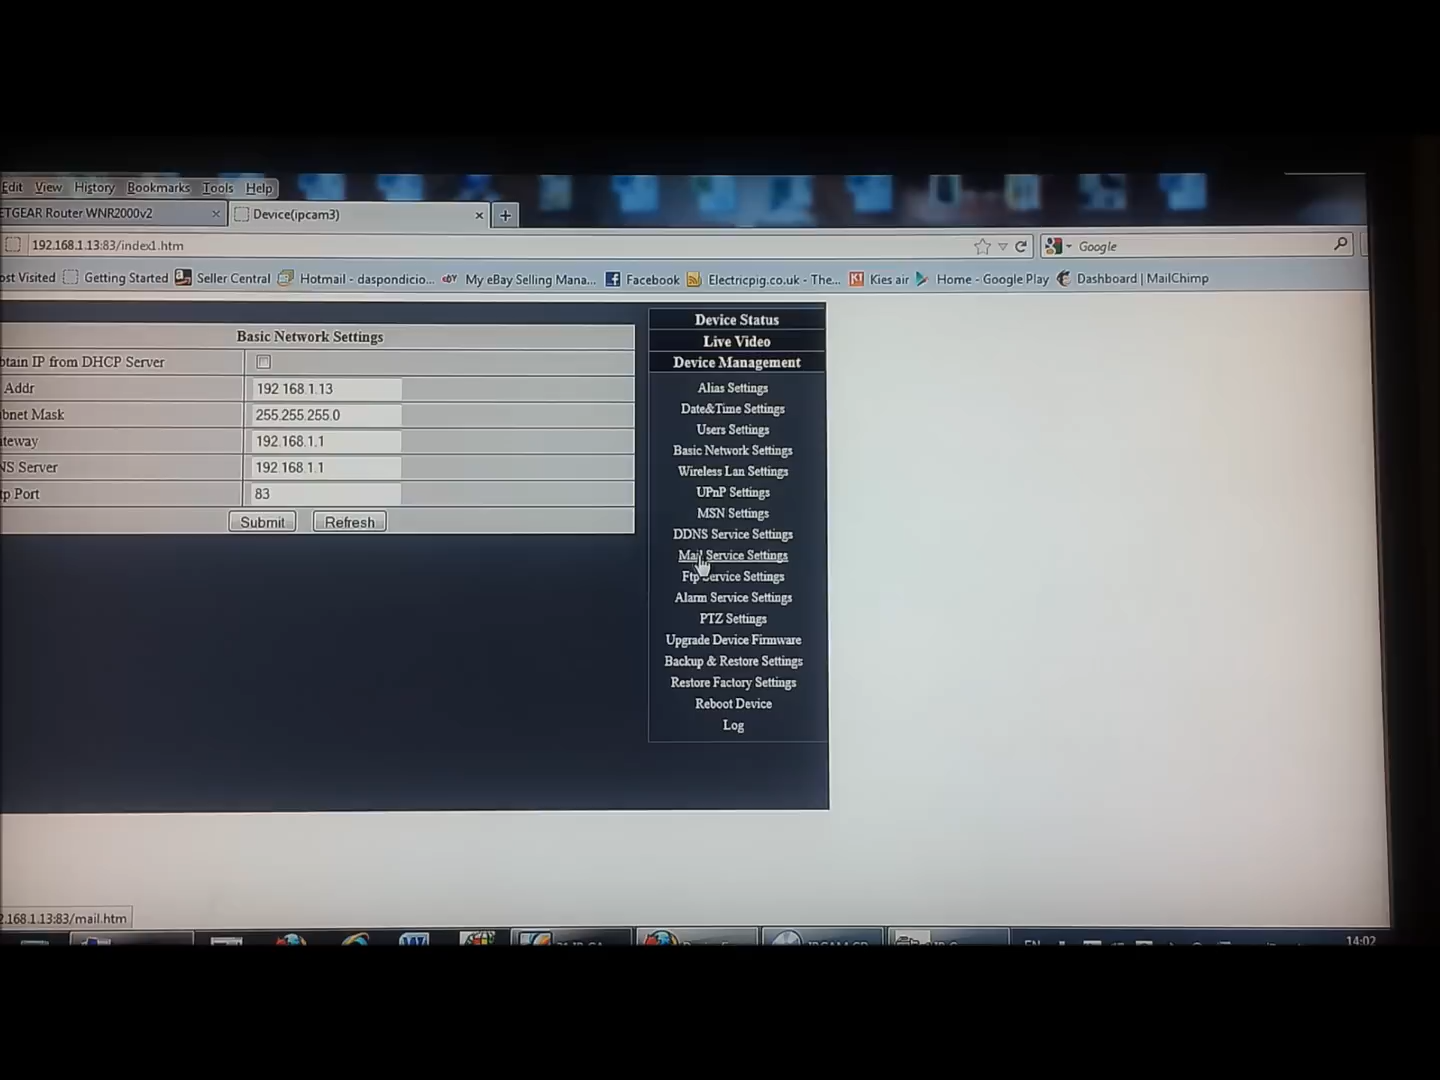 Edit View History Bookmarks Tools Help
ETGEAR Router WNR2000v2 × Device(ipcam3) × +
192.168.1.13:83/index1.htm Google
ost Visited Getting Started Seller Central Hotmail - daspondicio... My eBay Selling Mana... Facebook Electricpig.co.uk - The... Kies air Home - Google Play Dashboard | MailChimp
Basic Network Settings
btain IP from DHCP Server
Addr 192.168.1.13
bnet Mask 255.255.255.0
teway 192.168.1.1
NS Server 192.168.1.1
tp Port 83
Submit Refresh
Device Status
Live Video
Device Management
Alias Settings
Date&Time Settings
Users Settings
Basic Network Settings
Wireless Lan Settings
UPnP Settings
MSN Settings
DDNS Service Settings
Mail Service Settings
Ftp Service Settings
Alarm Service Settings
PTZ Settings
Upgrade Device Firmware
Backup & Restore Settings
Restore Factory Settings
Reboot Device
Log
2.168.1.13:83/mail.htm
EN 14:02